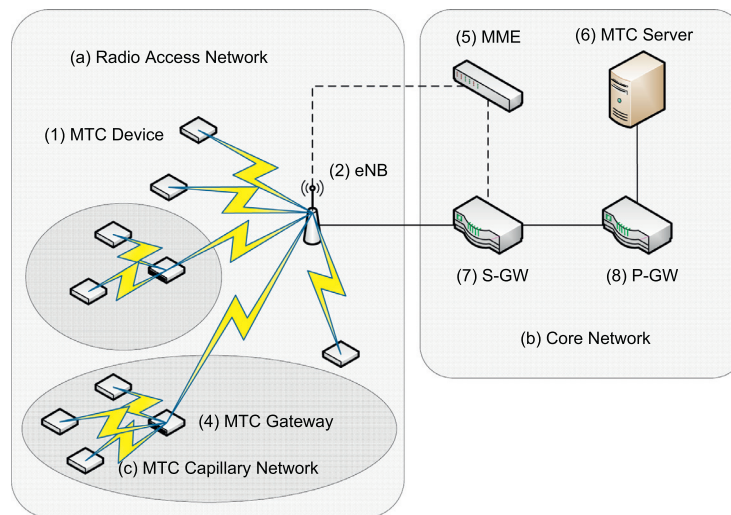 (a) Radio Access Network
(1) MTC Device
(2) eNB
(4) MTC Gateway
(c) MTC Capillary Network
(5) MME
(6) MTC Server
(7) S-GW
(8) P-GW
(b) Core Network